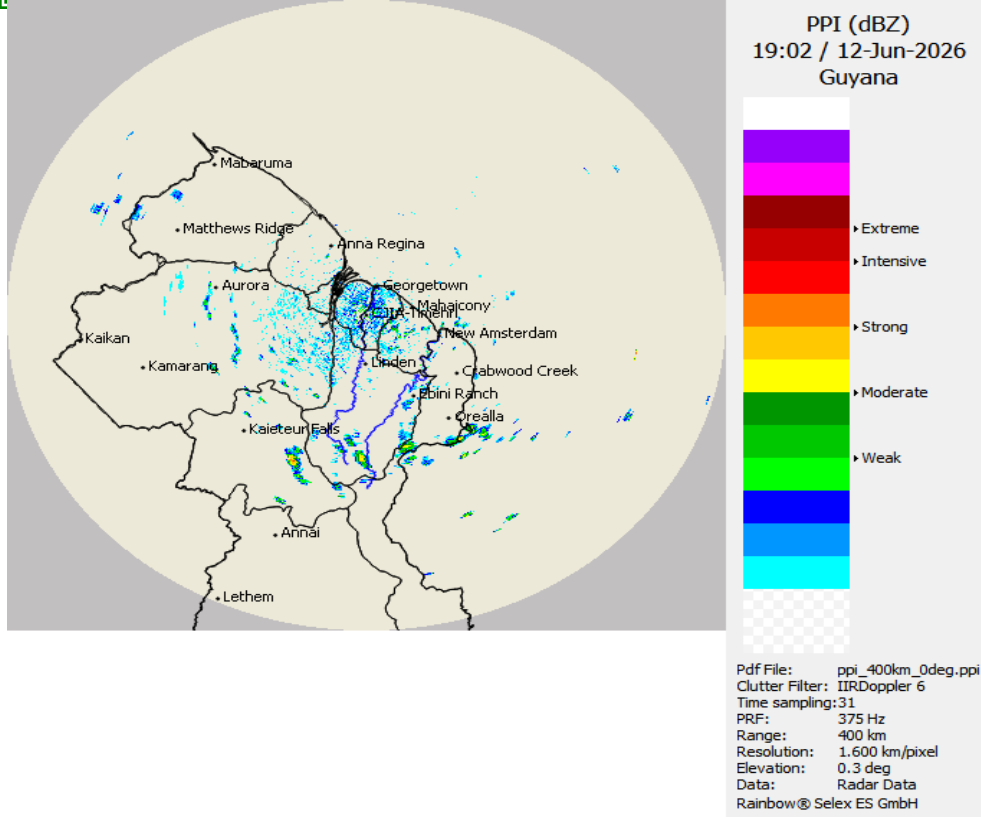 PPI (dBZ)
19:02 / 12-Jun-2026
Guyana
Mabaruma
Matthews Ridge
Anna Regina
Aurora
Georgetown
Mahaicony
CJIA-Timehri
New Amsterdam
Kaikan
Linden
Kamarang
Crabwood Creek
Ebini Ranch
Orealla
Kaieteur Falls
Annai
Lethem
Extreme
Intensive
Strong
Moderate
Weak
Pdf File: ppi_400km_0deg.ppi
Clutter Filter: IIRDoppler 6
Time sampling:31
PRF: 375 Hz
Range: 400 km
Resolution: 1.600 km/pixel
Elevation: 0.3 deg
Data: Radar Data
Rainbow® Selex ES GmbH